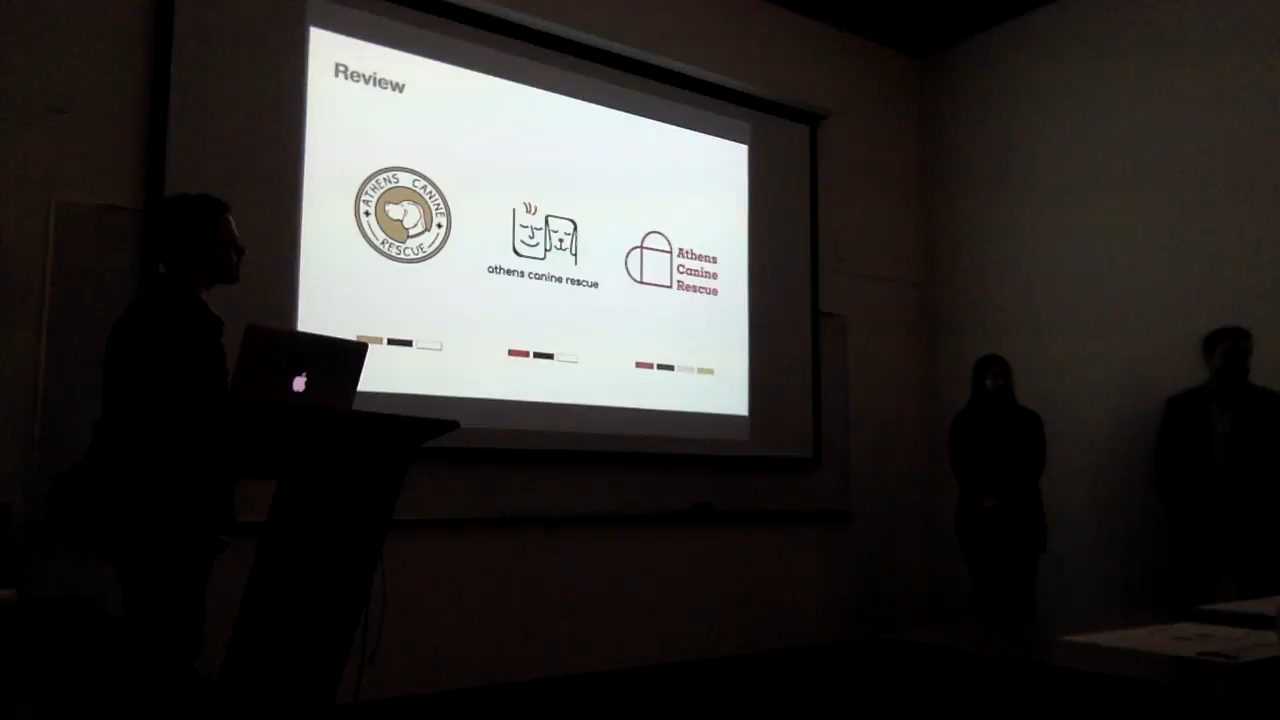 Review
ATHENS CANINE
RESCUE
athens canine rescue
Athens
Canine
Rescue